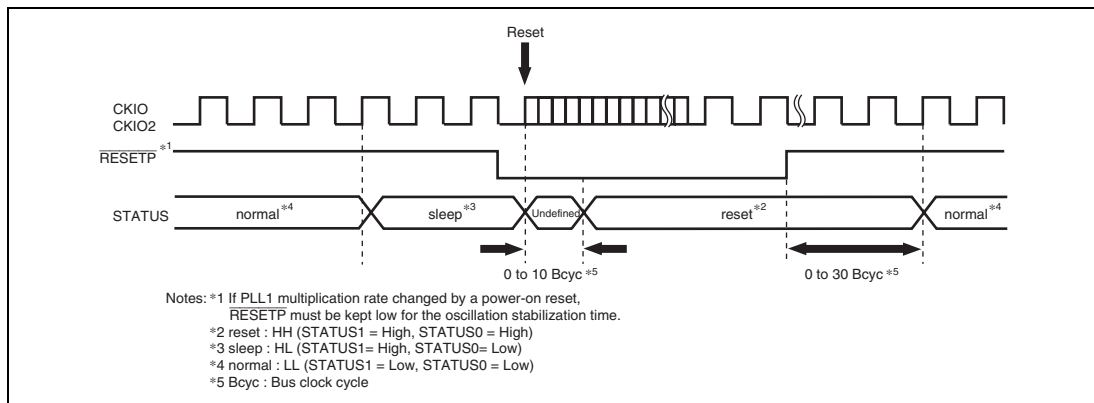 Reset
CKIO
CKIO2
RESETP *1
STATUS
normal*4
sleep*3
Undefined
reset*2
normal*4
0 to 10 Bcyc *5
0 to 30 Bcyc *5
Notes: *1 If PLL1 multiplication rate changed by a power-on reset,
RESETP must be kept low for the oscillation stabilization time.
*2 reset : HH (STATUS1 = High, STATUS0 = High)
*3 sleep : HL (STATUS1= High, STATUS0= Low)
*4 normal : LL (STATUS1 = Low, STATUS0 = Low)
*5 Bcyc : Bus clock cycle